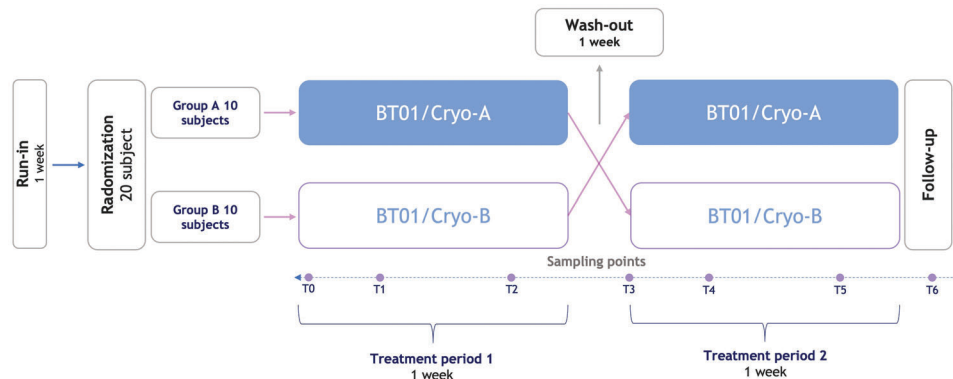 Wash-out
1 week
Run-in
1 week
Radomization
20 subject
Group A 10
subjects
BT01/Cryo-A
BT01/Cryo-A
Group B 10
subjects
BT01/Cryo-B
BT01/Cryo-B
Follow-up
Sampling points
T0
T1
T2
T3
T4
T5
T6
Treatment period 1
1 week
Treatment period 2
1 week